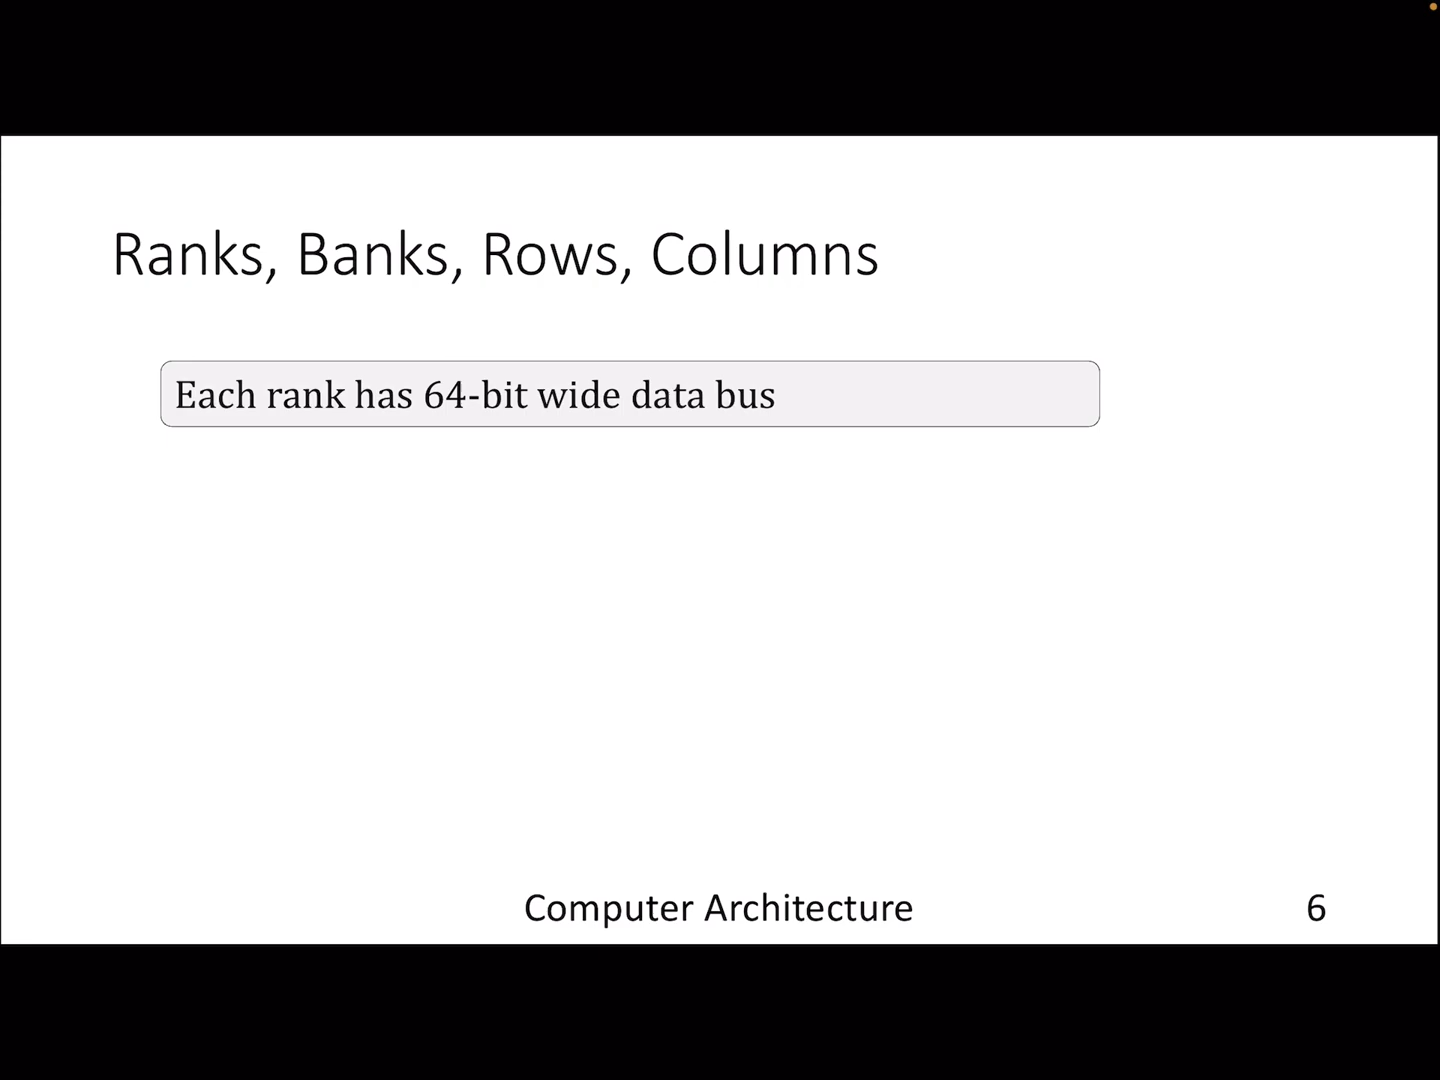 Ranks, Banks, Rows, Columns
Each rank has 64-bit wide data bus
Computer Architecture
6